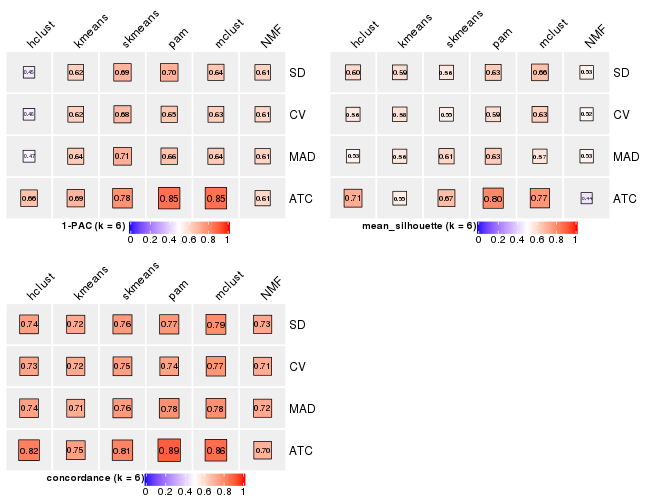 hclust kmeans skmeans pam mclust NMF
0.62 0.69 0.70 0.64 0.61 SD
0.62 0.68 0.65 0.63 0.61 CV
0.47 0.64 0.71 0.66 0.64 0.61 MAD
0.66 0.69 0.78 0.85 0.85 0.61 ATC
1-PAC (k = 6)
0 0.2 0.4 0.6 0.8 1
hclust kmeans skmeans pam mclust NMF
0.60 0.59 0.56 0.63 0.66 0.53 SD
0.56 0.58 0.55 0.59 0.63 0.52 CV
0.53 0.56 0.61 0.63 0.57 0.53 MAD
0.71 0.55 0.67 0.80 0.77 0.44 ATC
mean_silhouette (k = 6)
0 0.2 0.4 0.6 0.8 1
hclust kmeans skmeans pam mclust NMF
0.74 0.72 0.76 0.77 0.79 0.73 SD
0.73 0.72 0.75 0.74 0.77 0.71 CV
0.74 0.71 0.76 0.78 0.78 0.72 MAD
0.82 0.75 0.81 0.89 0.86 0.70 ATC
concordance (k = 6)
0 0.2 0.4 0.6 0.8 1